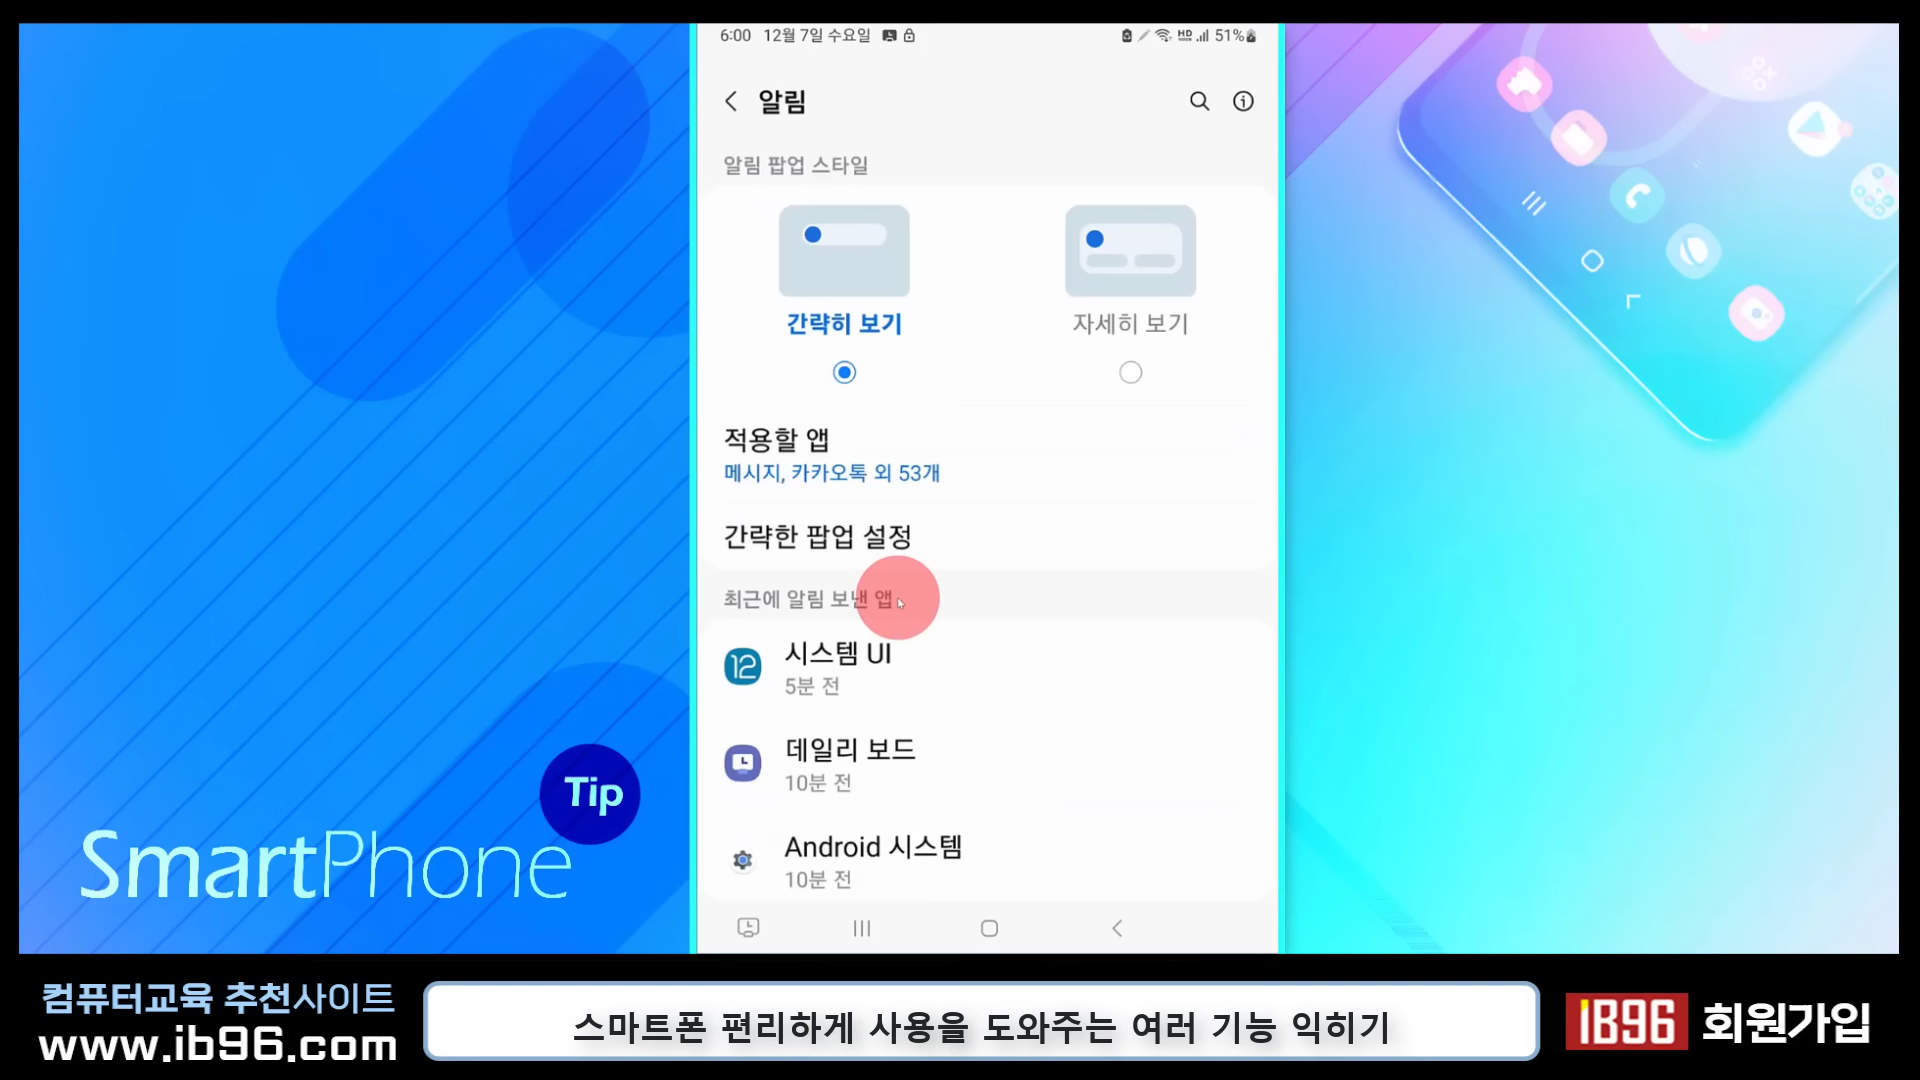 6:00 12월 7일 수요일
HD 51%
알림
알림 팝업 스타일
간략히 보기
자세히 보기
적용할 앱
메시지, 카카오톡 외 53개
간략한 팝업 설정
최근에 알림 보낸 앱
12
시스템 UI
5분 전
데일리 보드
10분 전
Android 시스템
10분 전
Tip
SmartPhone
컴퓨터교육 추천사이트
www.ib96.com
스마트폰 편리하게 사용을 도와주는 여러 기능 익히기
IB96 회원가입